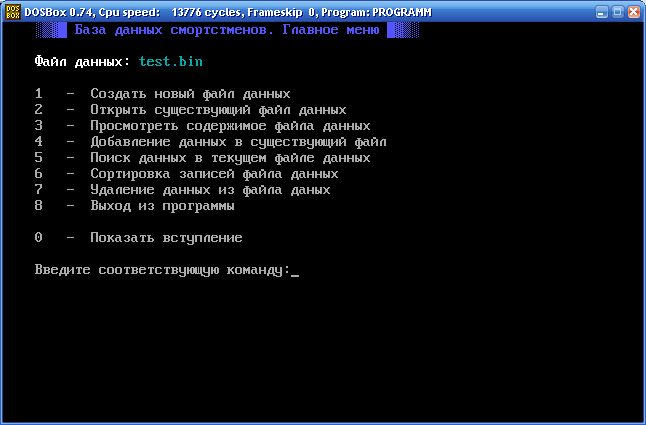 DOS BOX DOSBox 0.74, Cpu speed: 13776 cycles, Frameskip 0, Program: PROGRAMM
База данных смортстменов. Главное меню
Файл данных: test.bin
1 - Создать новый файл данных
2 - Открыть существующий файл данных
3 - Просмотреть содержимое файла данных
4 - Добавление данных в существующий файл
5 - Поиск данных в текущем файле данных
6 - Сортировка записей файла данных
7 - Удаление данных из файла даных
8 - Выход из программы
0 - Показать вступление
Введите соответствующую команду:_